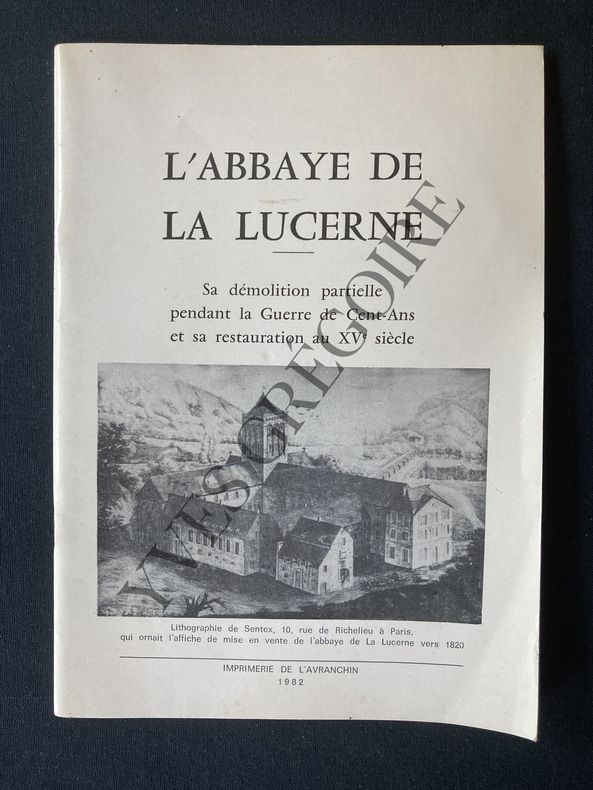 L'ABBAYE DE
LA LUCERNE
Sa démolition partielle
pendant la Guerre de Cent-Ans
et sa restauration au XVe siècle
Lithographie de Sentex, 10, rue de Richelieu à Paris,
qui ornait l'affiche de mise en vente de l'abbaye de La Lucerne vers 1820
IMPRIMERIE DE L'AVRANCHIN
1982
YVESGRÉGOIRE